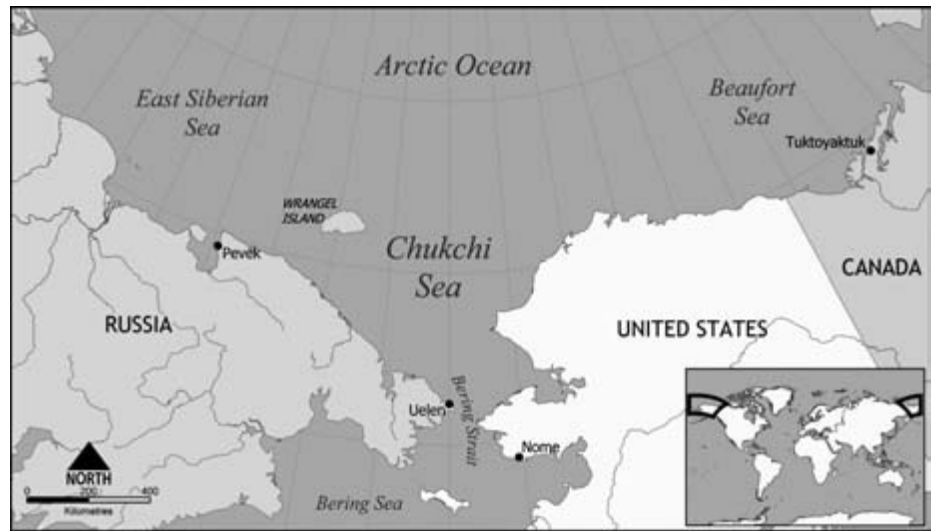 Arctic Ocean
East Siberian
Sea
Beaufort
Sea
Tuktoyaktuk
WRANGEL
ISLAND
Pevek
Chukchi
Sea
CANADA
RUSSIA
UNITED STATES
Uelen
Bering Strait
Nome
NORTH
0 200 400
Kilometres
Bering Sea